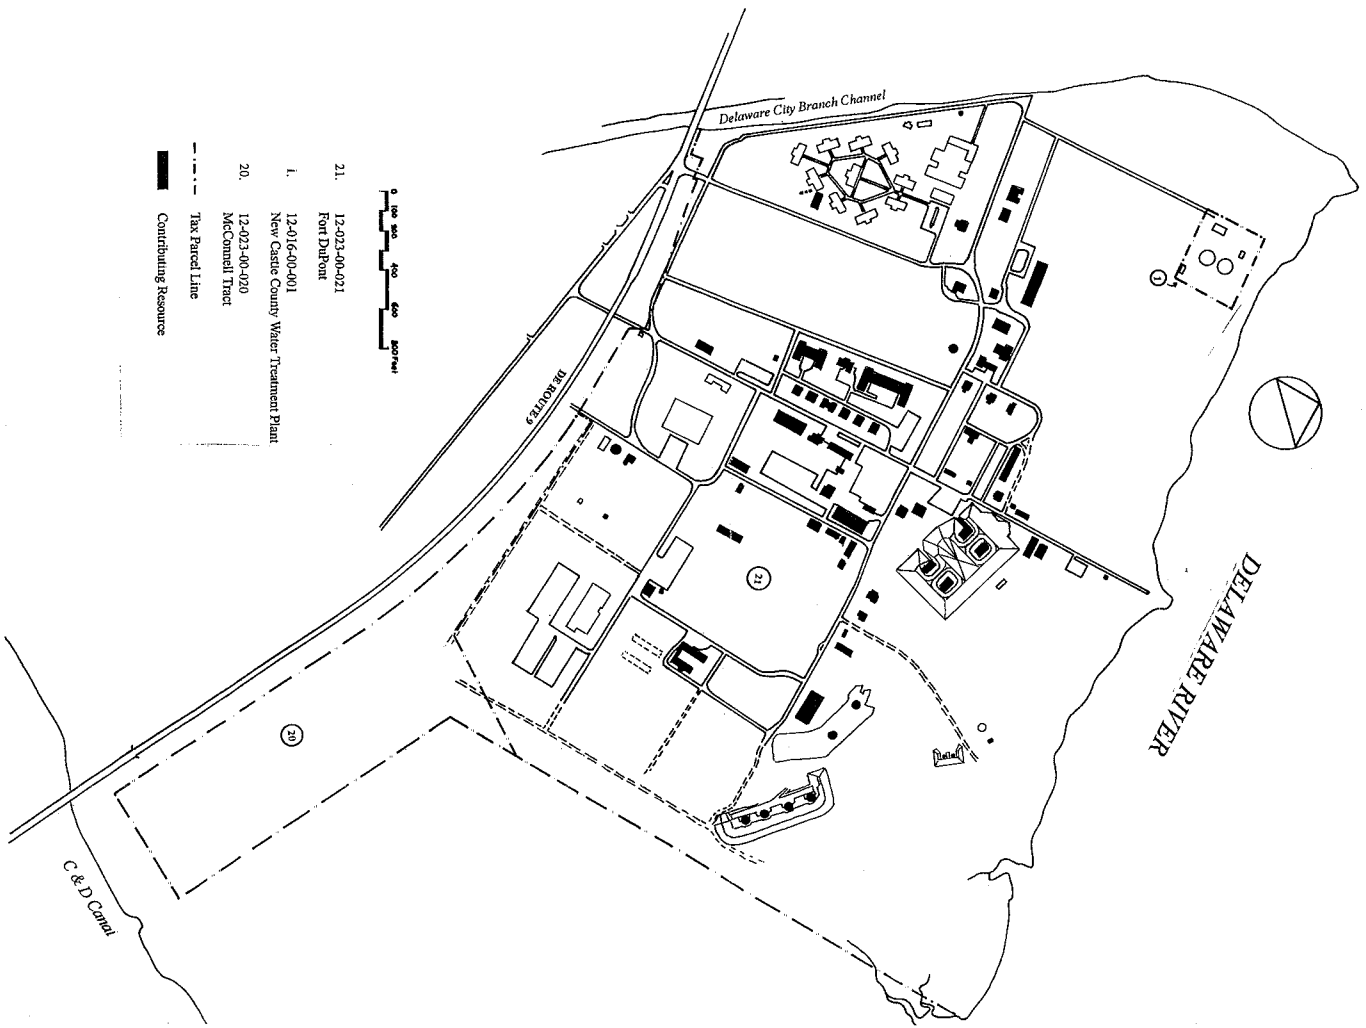 Delaware City Branch Channel
DE ROUTE 9
DELAWARE RIVER
C & D Canal
1
21
20
0 100 200 400 600 800 Feet
21. 12-023-00-021
Fort DuPont
i. 12-016-00-001
New Castle County Water Treatment Plant
20. 12-023-00-020
McConnell Tract
Tax Parcel Line
Contributing Resource